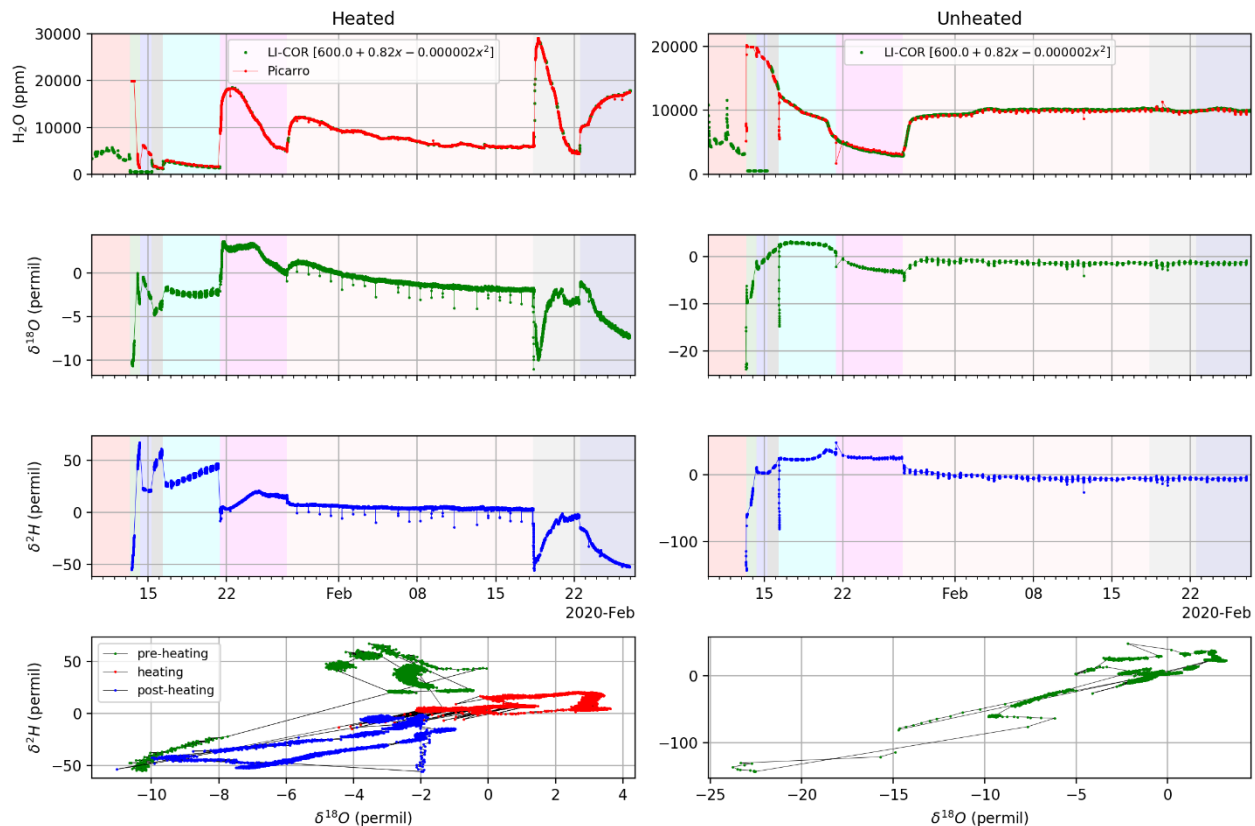 Heated
Unheated
H₂O (ppm)
30000
20000
10000
0
LI-COR [600.0 + 0.82x − 0.000002x²]
Picarro
20000
10000
0
LI-COR [600.0 + 0.82x − 0.000002x²]
δ¹⁸O (permil)
0
−5
−10
0
−10
−20
δ²H (permil)
50
0
−50
0
−100
15 22 Feb 08 15 22
2020-Feb
15 22 Feb 08 15 22
2020-Feb
δ²H (permil)
50
0
−50
pre-heating
heating
post-heating
0
−100
−10 −8 −6 −4 −2 0 2 4
δ¹⁸O (permil)
−25 −20 −15 −10 −5 0
δ¹⁸O (permil)